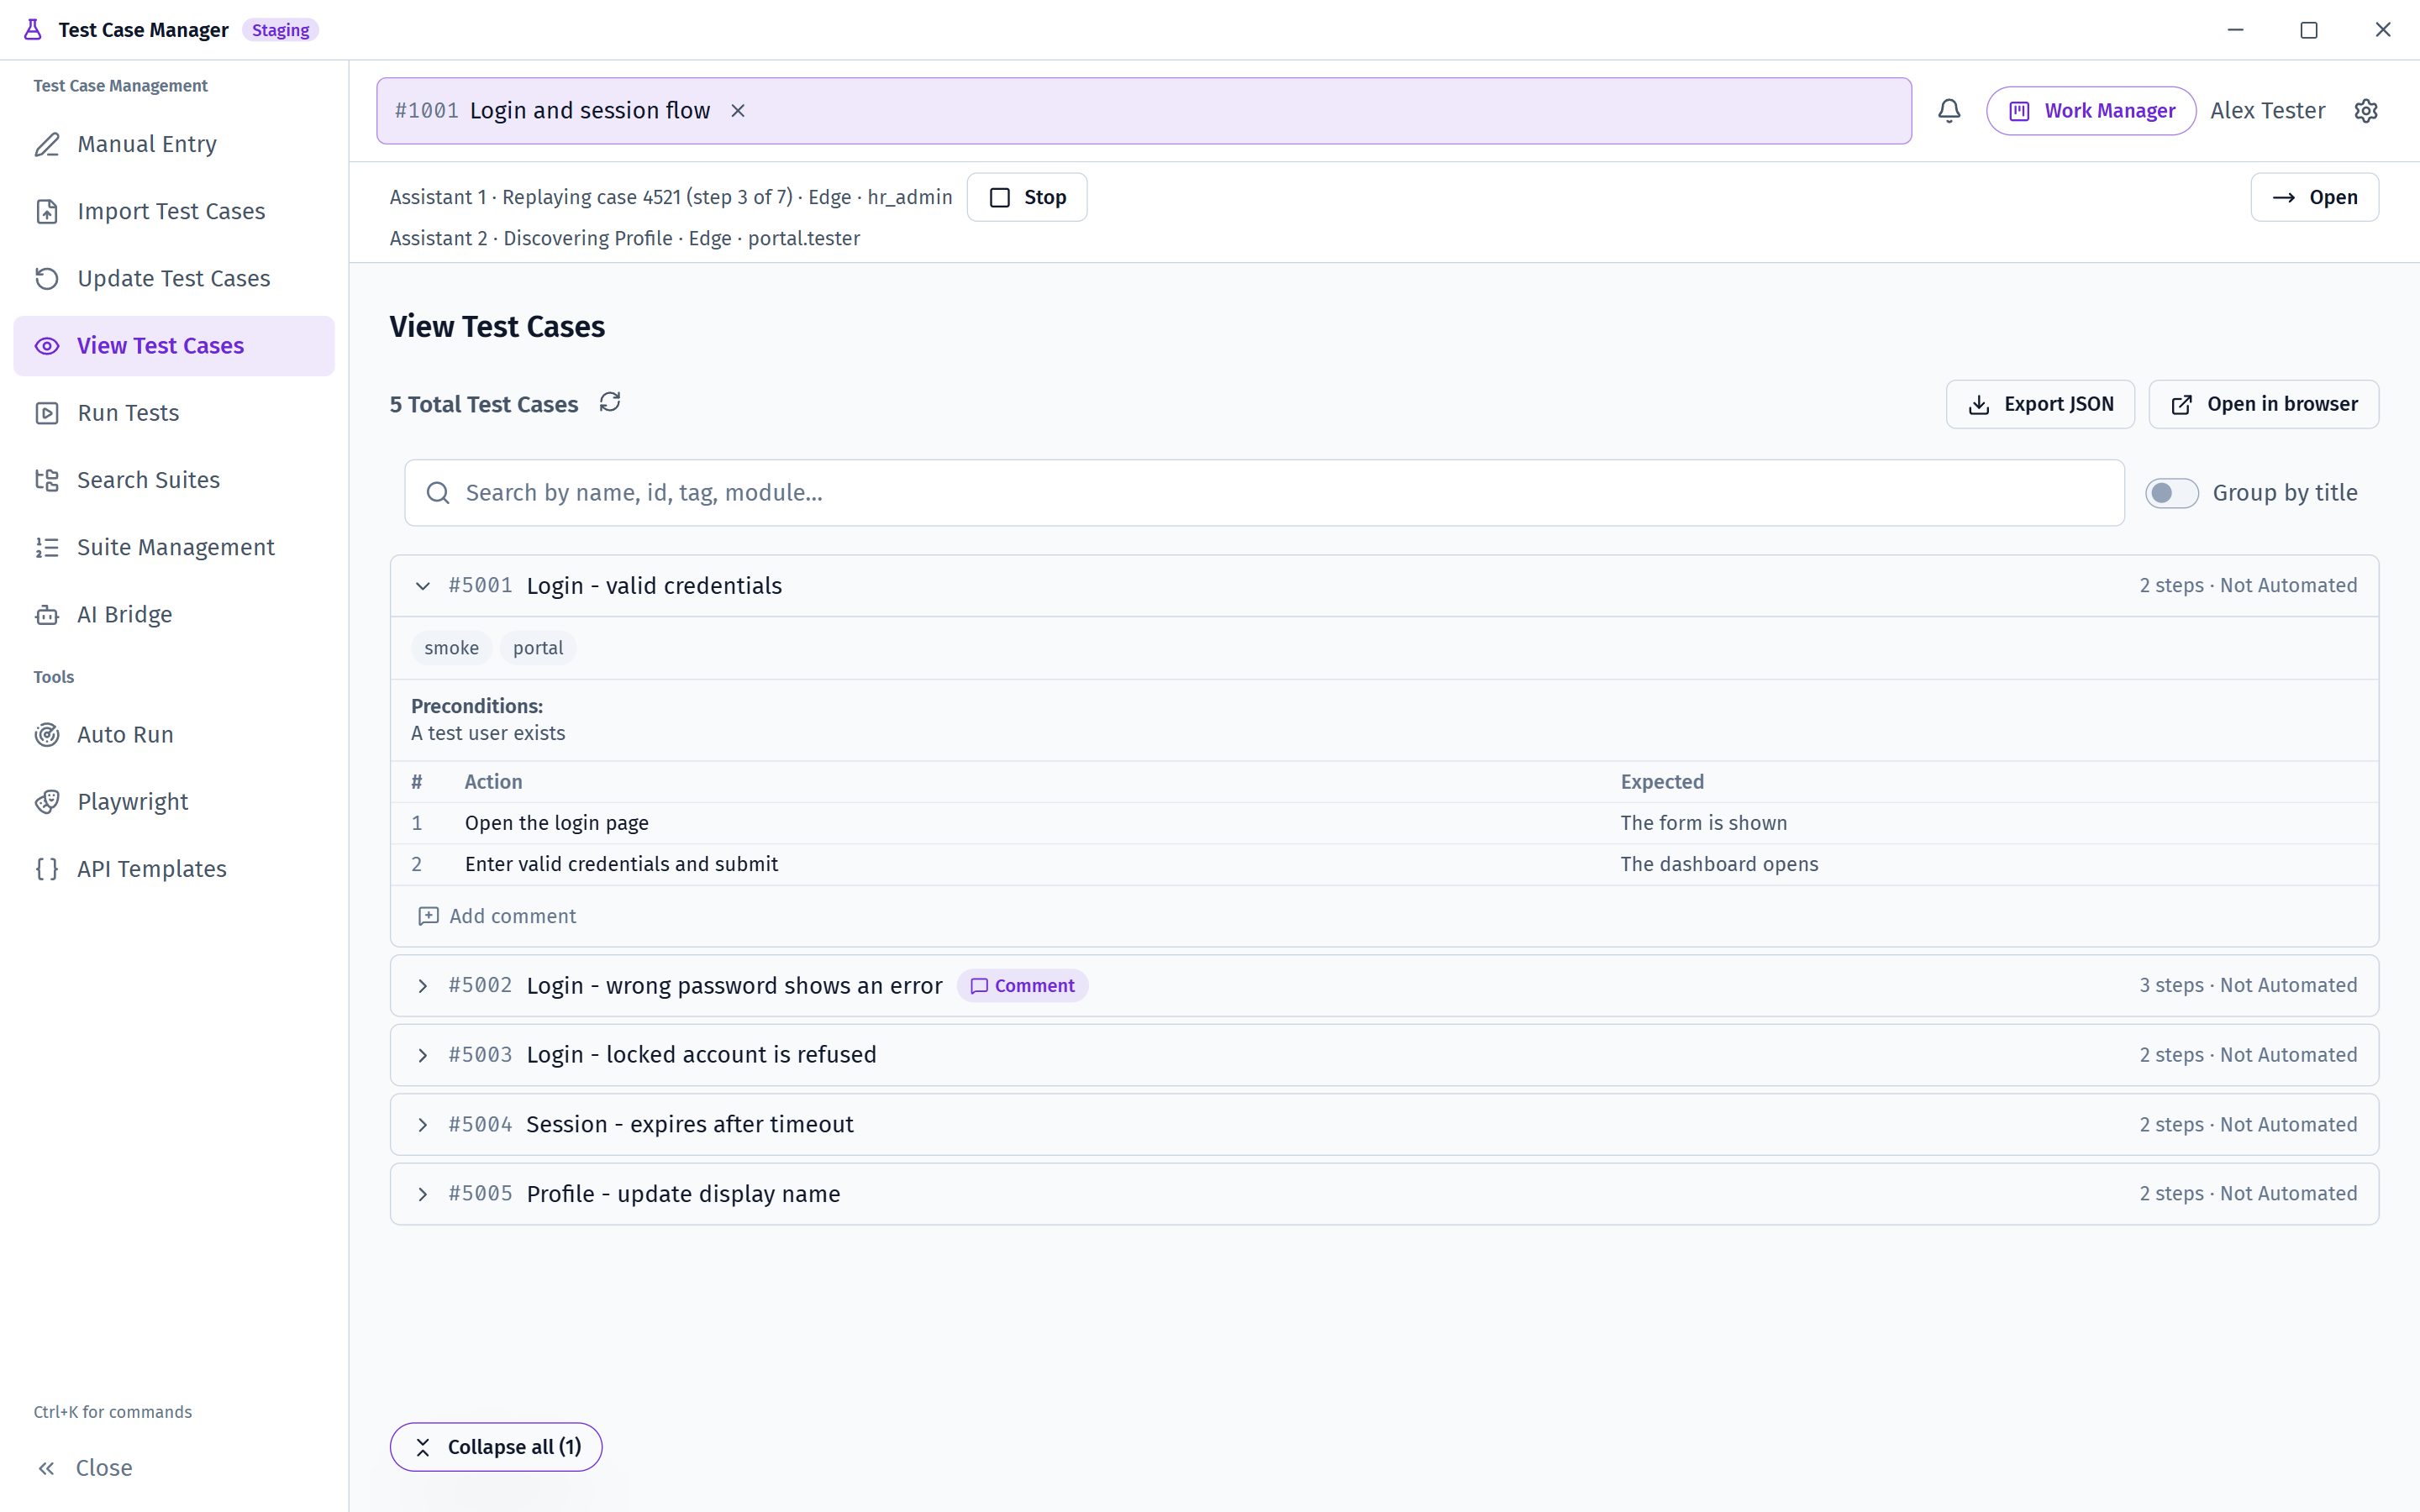 Test Case Manager Staging
Test Case Management
Manual Entry
Import Test Cases
Update Test Cases
View Test Cases
Run Tests
Search Suites
Suite Management
AI Bridge
Tools
Auto Run
Playwright
API Templates
Ctrl+K for commands
Close
#1001 Login and session flow
Work Manager
Alex Tester
Assistant 1 · Replaying case 4521 (step 3 of 7) · Edge · hr_admin Stop Open
Assistant 2 · Discovering Profile · Edge · portal.tester
View Test Cases
5 Total Test Cases Export JSON Open in browser
Search by name, id, tag, module... Group by title
#5001 Login - valid credentials 2 steps · Not Automated
smoke portal
Preconditions:
A test user exists
# Action Expected
1 Open the login page The form is shown
2 Enter valid credentials and submit The dashboard opens
Add comment
#5002 Login - wrong password shows an error Comment 3 steps · Not Automated
#5003 Login - locked account is refused 2 steps · Not Automated
#5004 Session - expires after timeout 2 steps · Not Automated
#5005 Profile - update display name 2 steps · Not Automated
Collapse all (1)